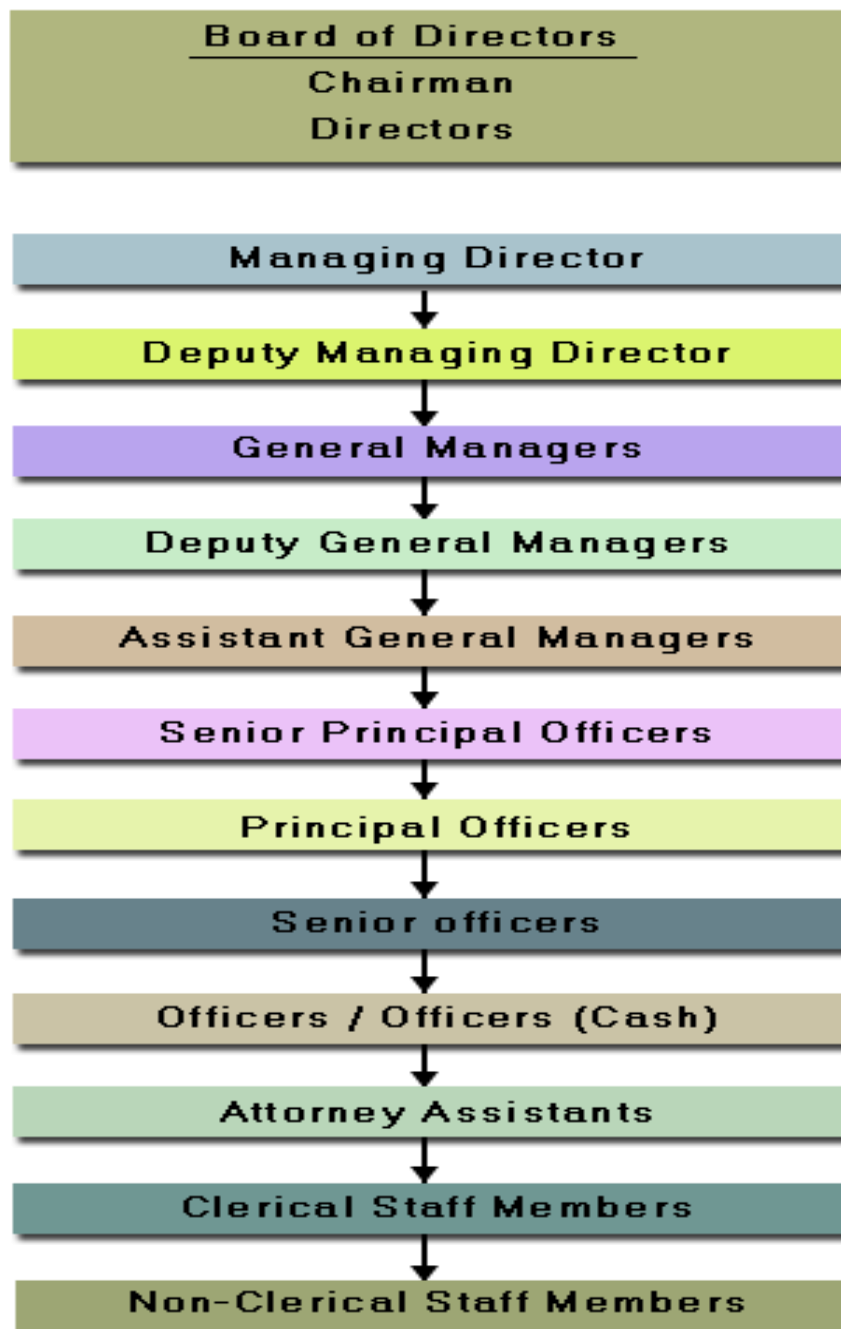 Board of Directors
Chairman
Directors
Managing Director
Deputy Managing Director
General Managers
Deputy General Managers
Assistant General Managers
Senior Principal Officers
Principal Officers
Senior officers
Officers / Officers (Cash)
Attorney Assistants
Clerical Staff Members
Non-Clerical Staff Members